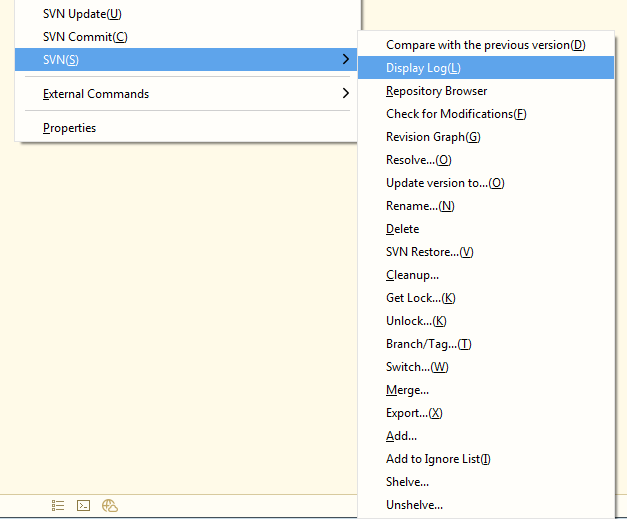 SVN Update(U)
SVN Commit(C)
SVN(S)
External Commands
Properties
Compare with the previous version(D)
Display Log(L)
Repository Browser
Check for Modifications(F)
Revision Graph(G)
Resolve...(O)
Update version to...(O)
Rename...(N)
Delete
SVN Restore...(V)
Cleanup...
Get Lock...(K)
Unlock...(K)
Branch/Tag...(T)
Switch...(W)
Merge...
Export...(X)
Add...
Add to Ignore List(I)
Shelve...
Unshelve...